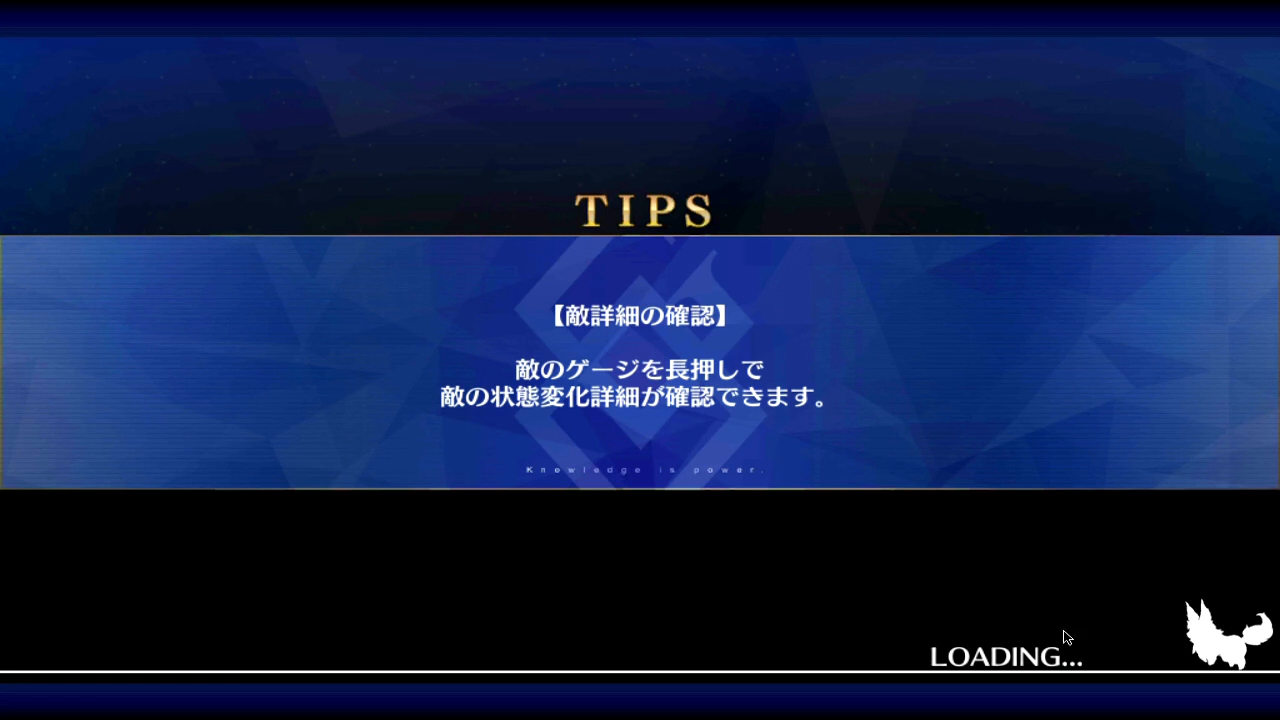 TIPS
【敵詳細の確認】
敵のゲージを長押しで
敵の状態変化詳細が確認できます。
Knowledge is power.
LOADING...